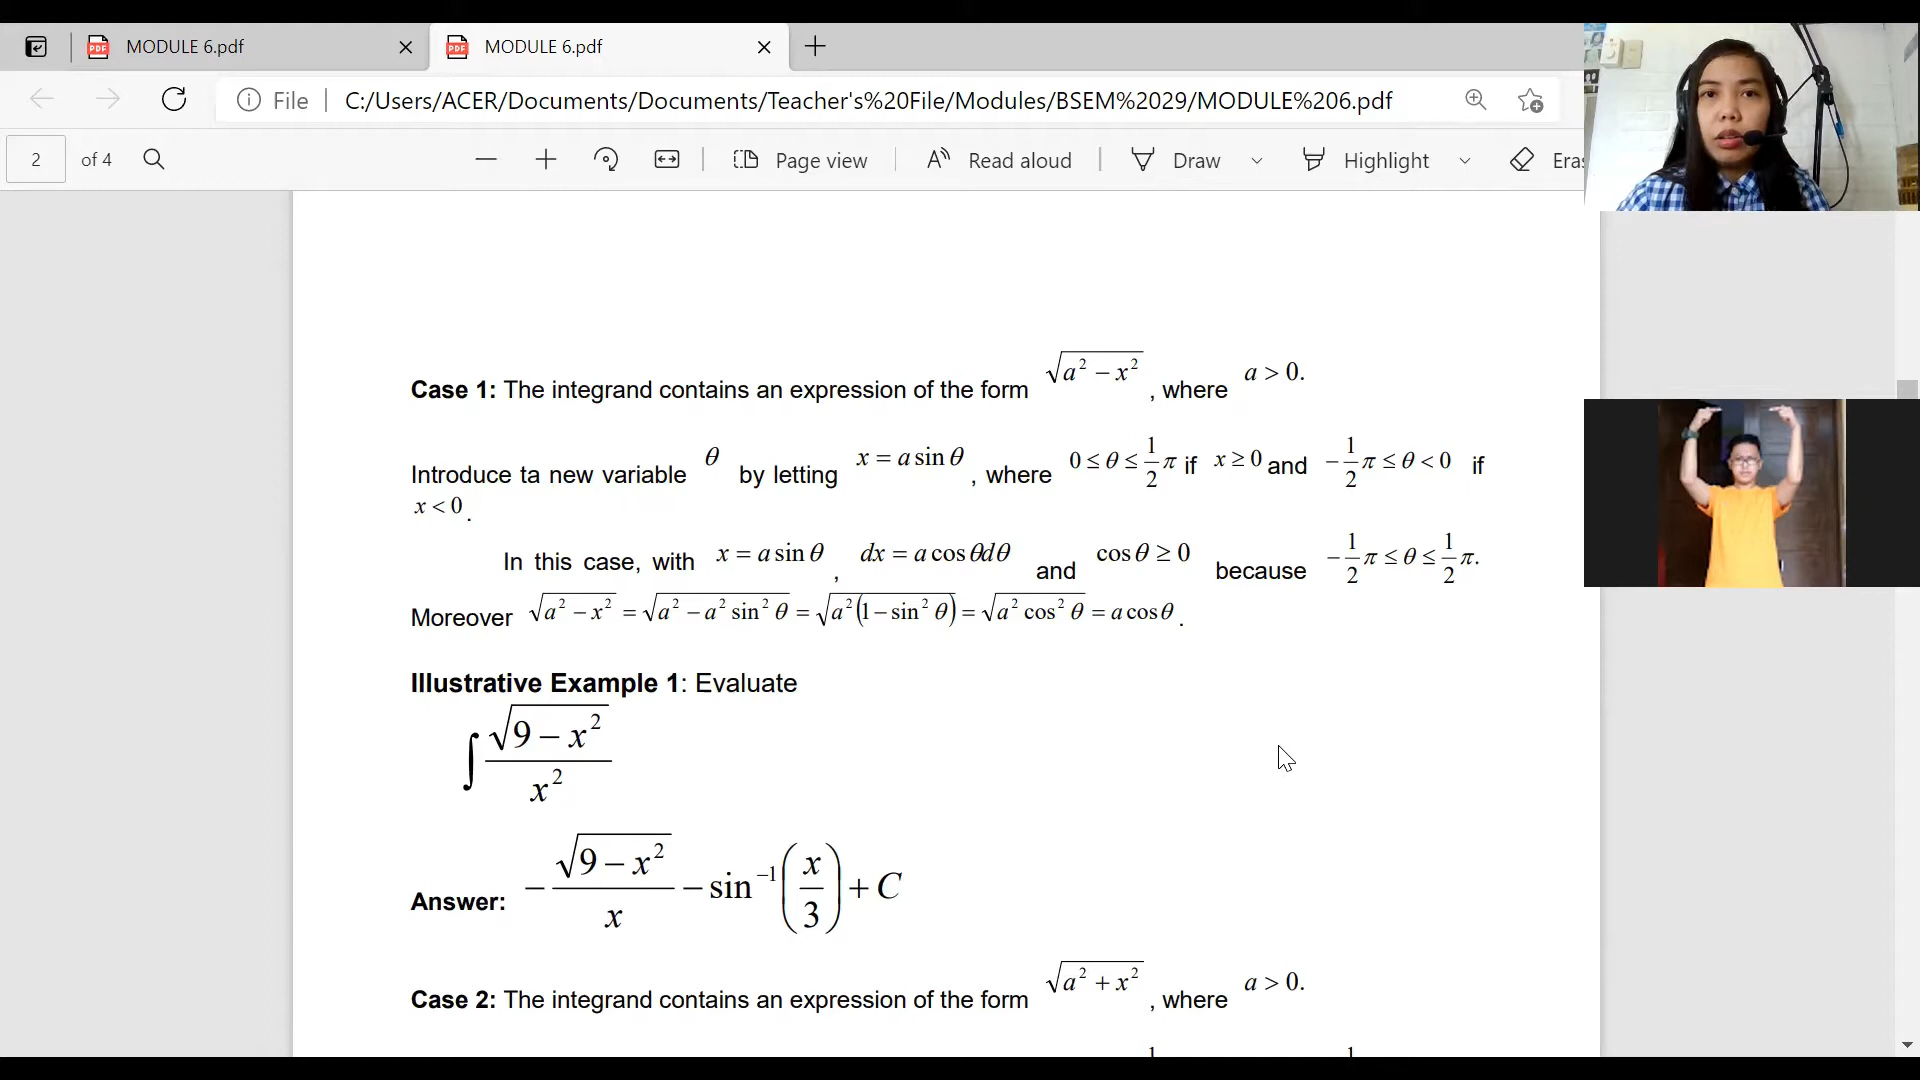 MODULE 6.pdf
MODULE 6.pdf
File
C:/Users/ACER/Documents/Documents/Teacher's%20File/Modules/BSEM%2029/MODULE%206.pdf
2 of 4
Page view
Read aloud
Draw
Highlight
Eras
Case 1: The integrand contains an expression of the form √(a² − x²), where a > 0.
Introduce ta new variable θ by letting x = a sin θ, where 0 ≤ θ ≤ 1/2 π if x ≥ 0 and −1/2 π ≤ θ < 0 if
x < 0.
In this case, with x = a sin θ, dx = a cos θdθ and cos θ ≥ 0 because −1/2 π ≤ θ ≤ 1/2 π.
Moreover √(a² − x²) = √(a² − a² sin² θ) = √(a²(1 − sin² θ)) = √(a² cos² θ) = a cos θ.
Illustrative Example 1: Evaluate
∫ √(9 − x²) / x²
Answer: − √(9 − x²) / x − sin⁻¹(x/3) + C
Case 2: The integrand contains an expression of the form √(a² + x²), where a > 0.